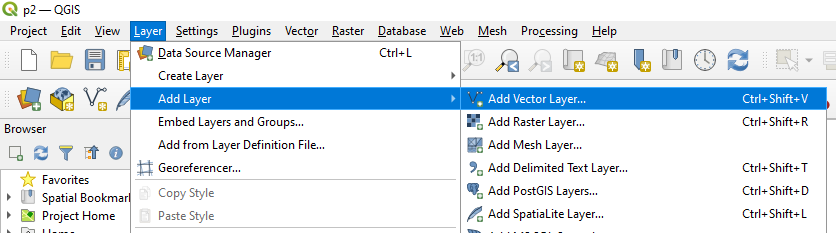 p2 — QGIS
Project Edit View Layer Settings Plugins Vector Raster Database Web Mesh Processing Help
Data Source Manager Ctrl+L
Create Layer
Add Layer
Add Vector Layer... Ctrl+Shift+V
Embed Layers and Groups...
Add Raster Layer... Ctrl+Shift+R
Browser
Add from Layer Definition File...
Add Mesh Layer...
Georeferencer...
Add Delimited Text Layer... Ctrl+Shift+T
Favorites
Copy Style
Add PostGIS Layers... Ctrl+Shift+D
Spatial Bookmar
Project Home
Paste Style
Add SpatiaLite Layer... Ctrl+Shift+L